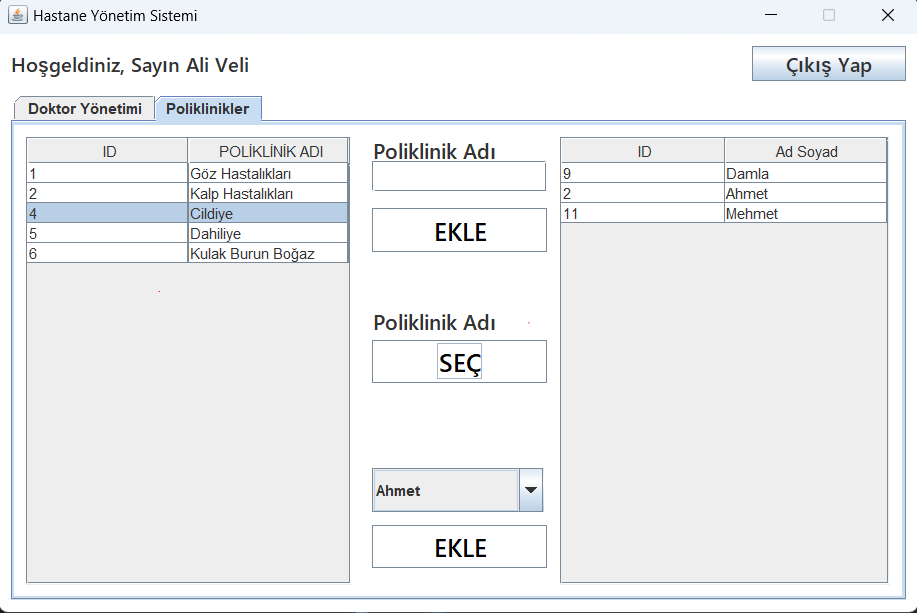 Hastane Yönetim Sistemi
Hoşgeldiniz, Sayın Ali Veli
Çıkış Yap
Doktor Yönetimi Poliklinikler
ID POLİKLİNİK ADI
1 Göz Hastalıkları
2 Kalp Hastalıkları
4 Cildiye
5 Dahiliye
6 Kulak Burun Boğaz
Poliklinik Adı
EKLE
Poliklinik Adı
SEÇ
Ahmet
EKLE
ID Ad Soyad
9 Damla
2 Ahmet
11 Mehmet